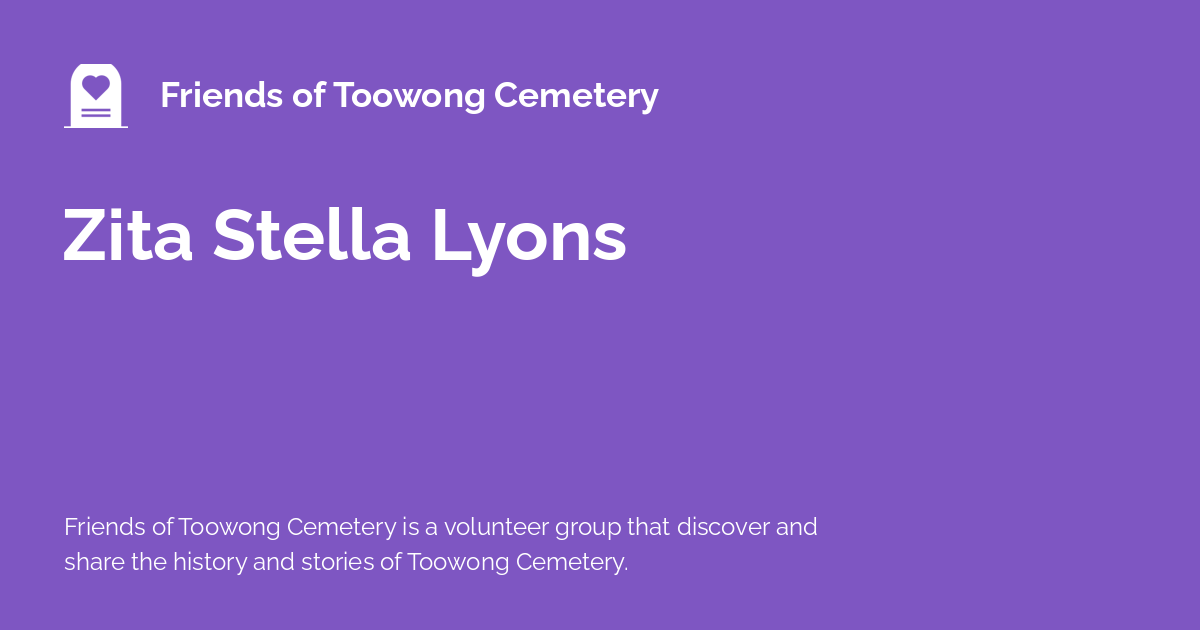 Friends of Toowong Cemetery
Zita Stella Lyons
Friends of Toowong Cemetery is a volunteer group that discover and
share the history and stories of Toowong Cemetery.